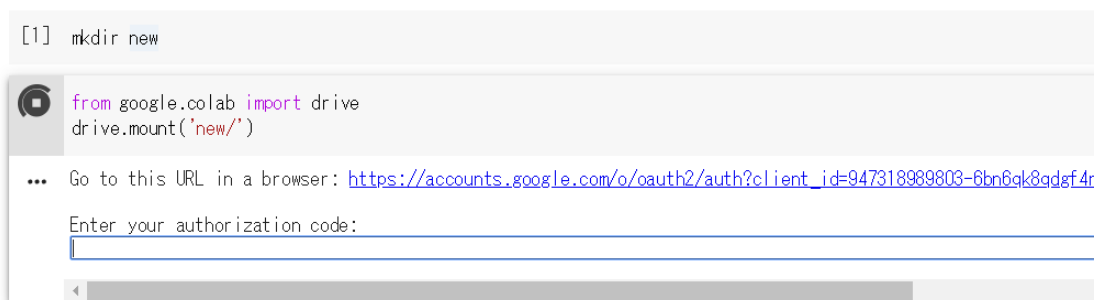 [1] mkdir new
from google.colab import drive
drive.mount('new/')
Go to this URL in a browser: https://accounts.google.com/o/oauth2/auth?client_id=947318989803-6bn6qk8qdgf4n
Enter your authorization code: